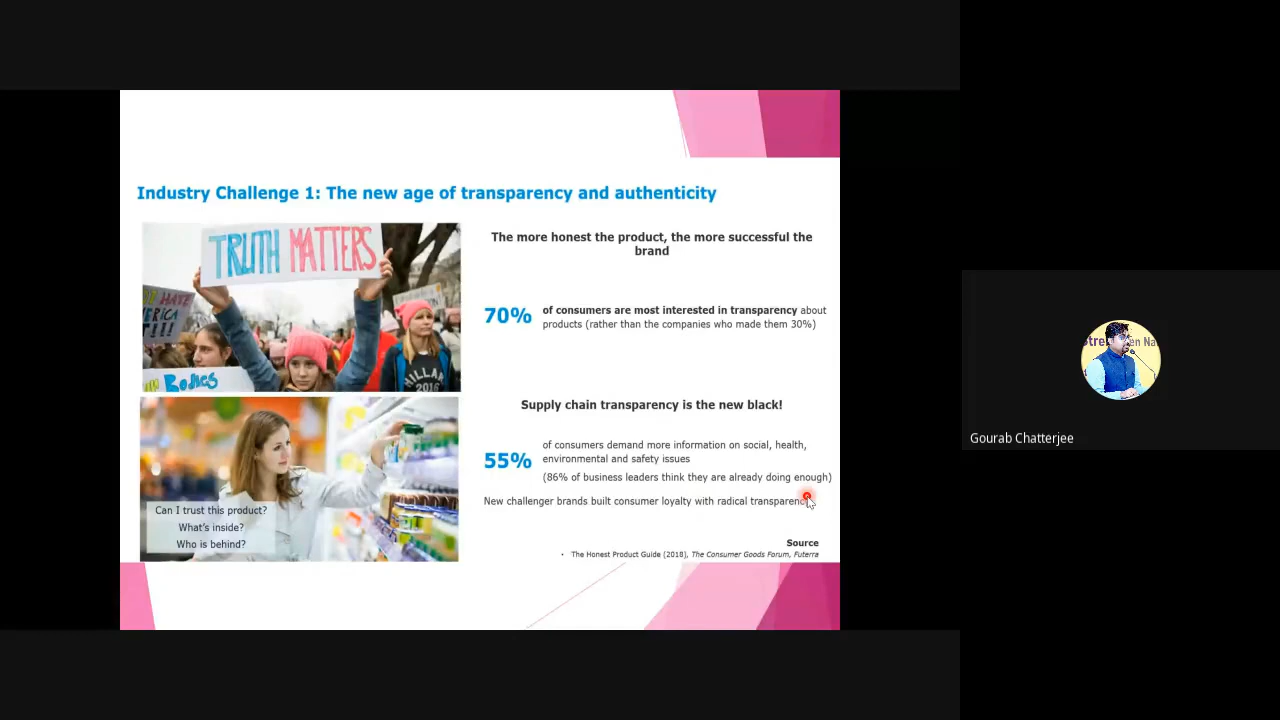 Industry Challenge 1: The new age of transparency and authenticity
TRUTH MATTERS
HATE
BODIES
HILLAR
2016
Can I trust this product?
What's inside?
Who is behind?
The more honest the product, the more successful the
brand
70%
of consumers are most interested in transparency about
products (rather than the companies who made them 30%)
Supply chain transparency is the new black!
55%
of consumers demand more information on social, health,
environmental and safety issues
(86% of business leaders think they are already doing enough)
New challenger brands built consumer loyalty with radical transparency
Source
• The Honest Product Guide (2018), The Consumer Goods Forum, Futerra
Gourab Chatterjee